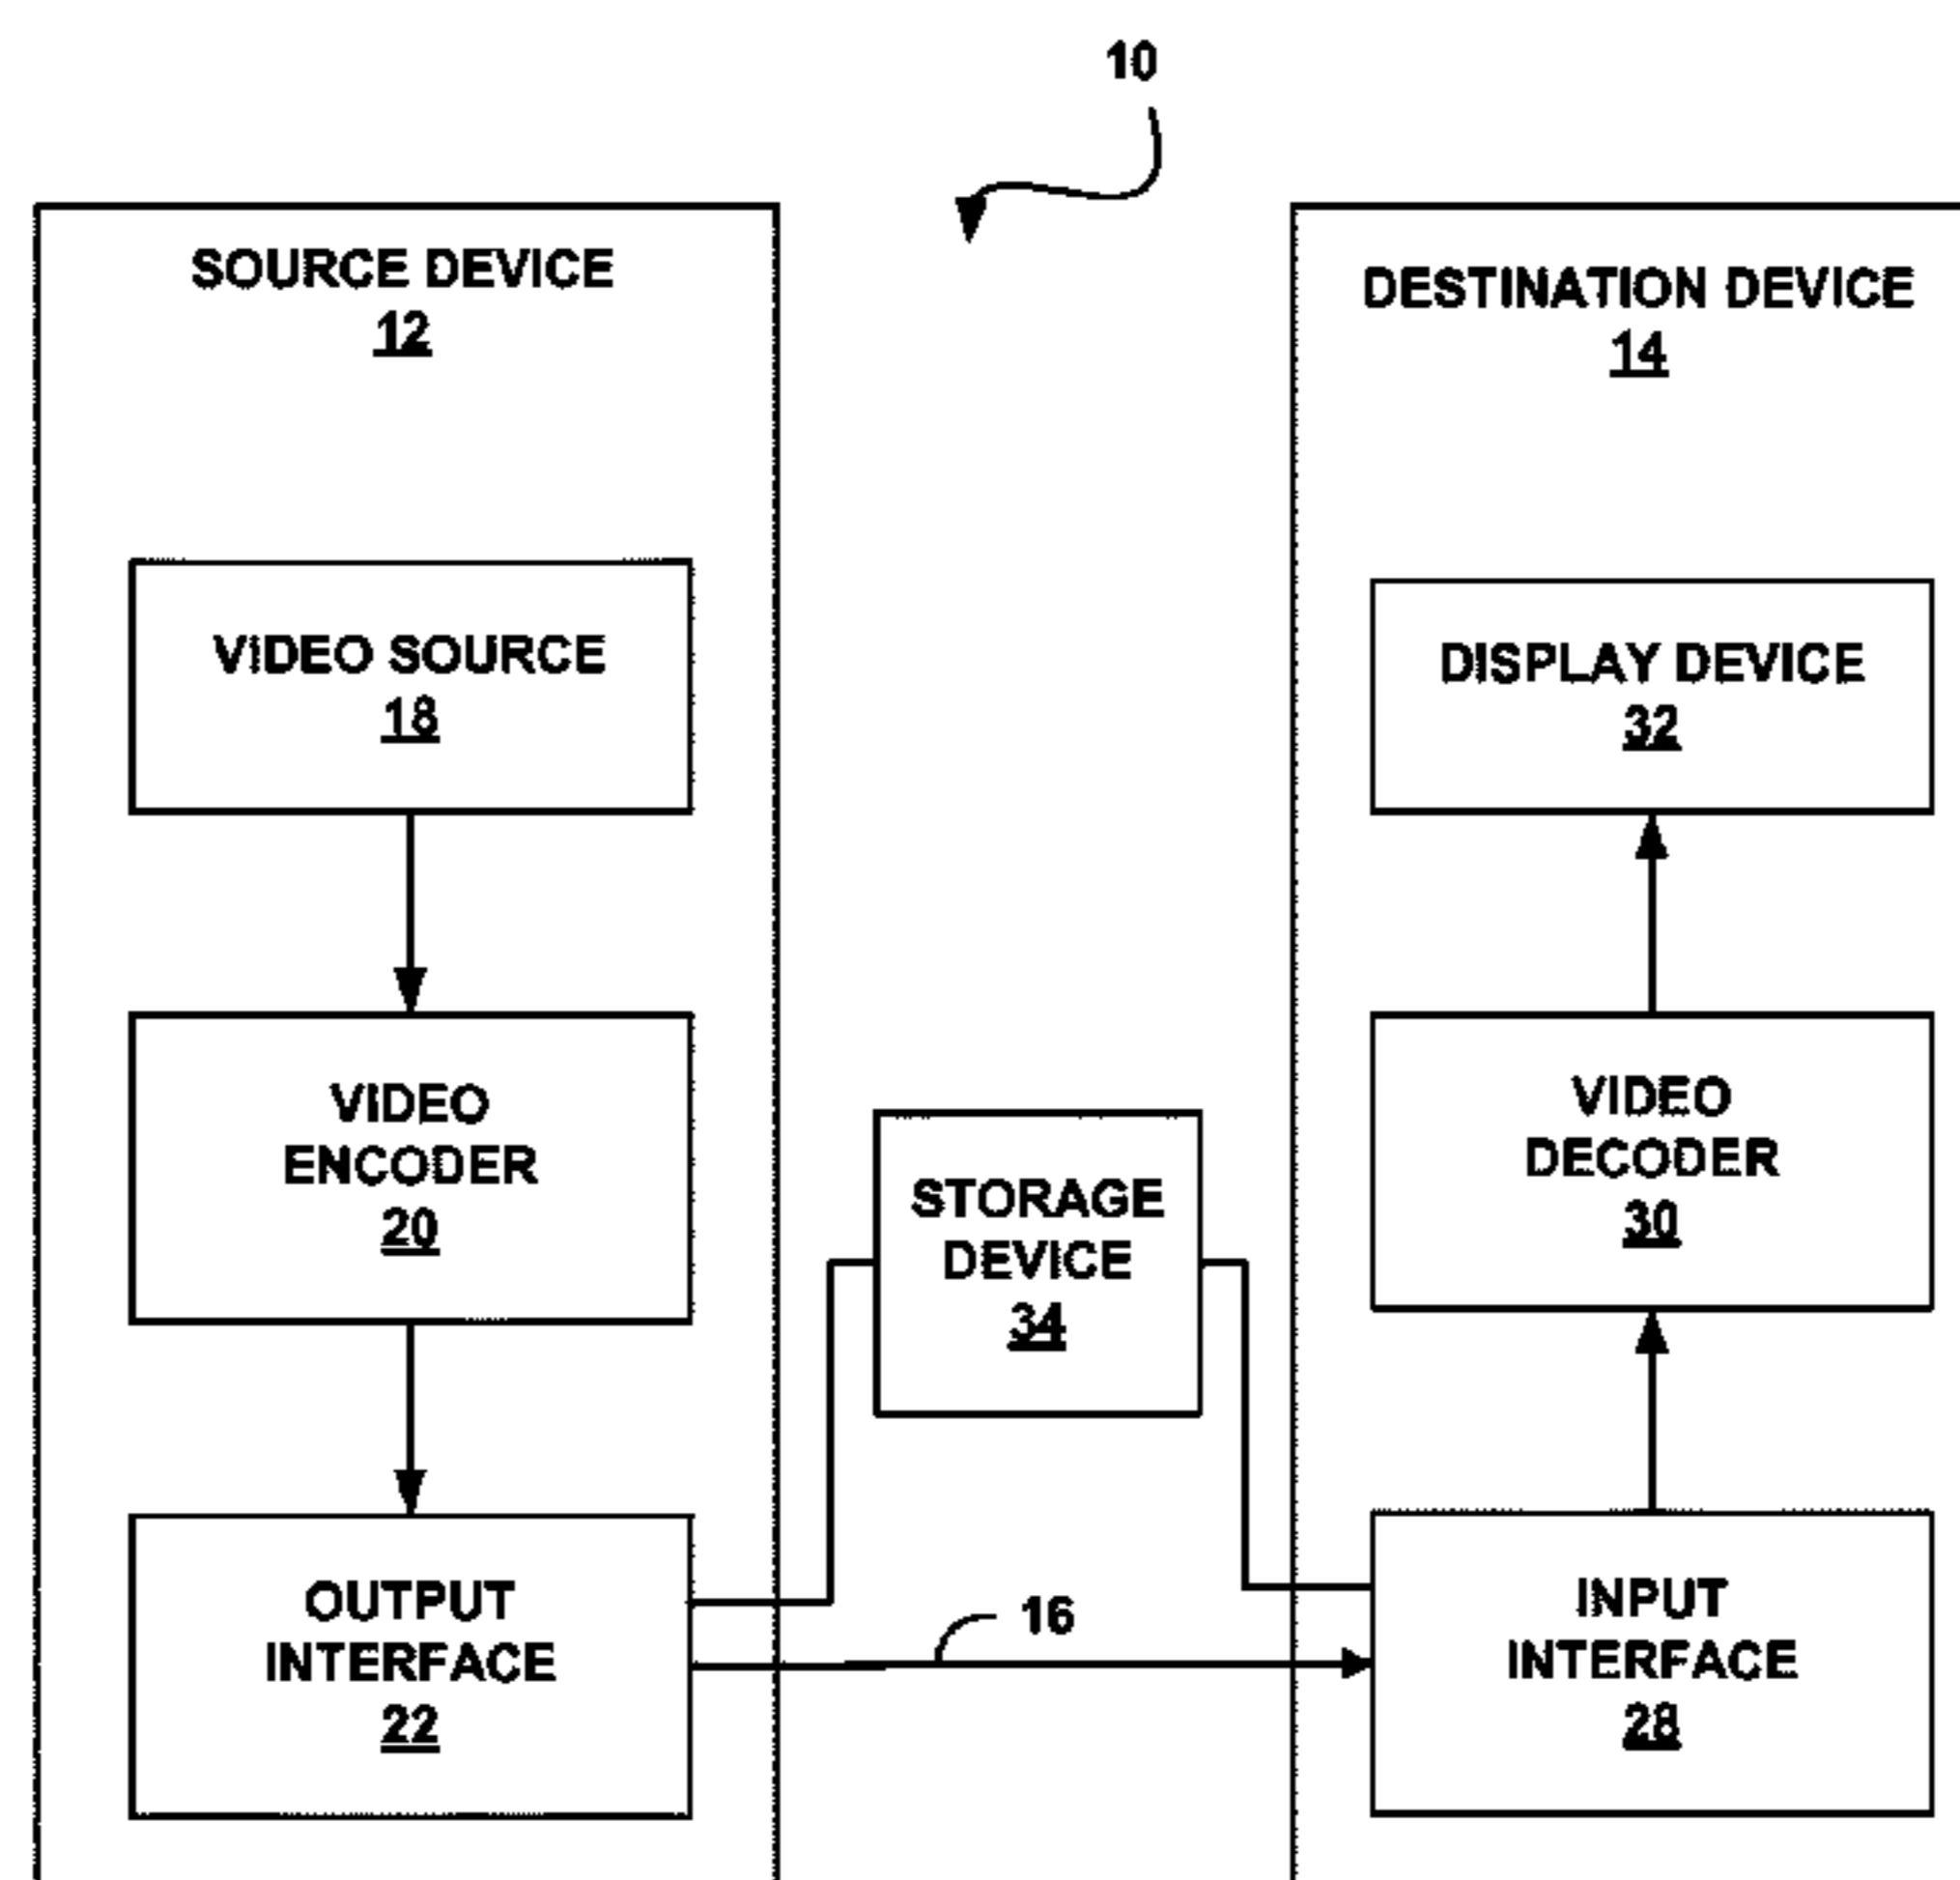 10
SOURCE DEVICE
12
VIDEO SOURCE
18
VIDEO
ENCODER
20
OUTPUT
INTERFACE
22
STORAGE
DEVICE
34
16
DESTINATION DEVICE
14
DISPLAY DEVICE
32
VIDEO
DECODER
30
INPUT
INTERFACE
28